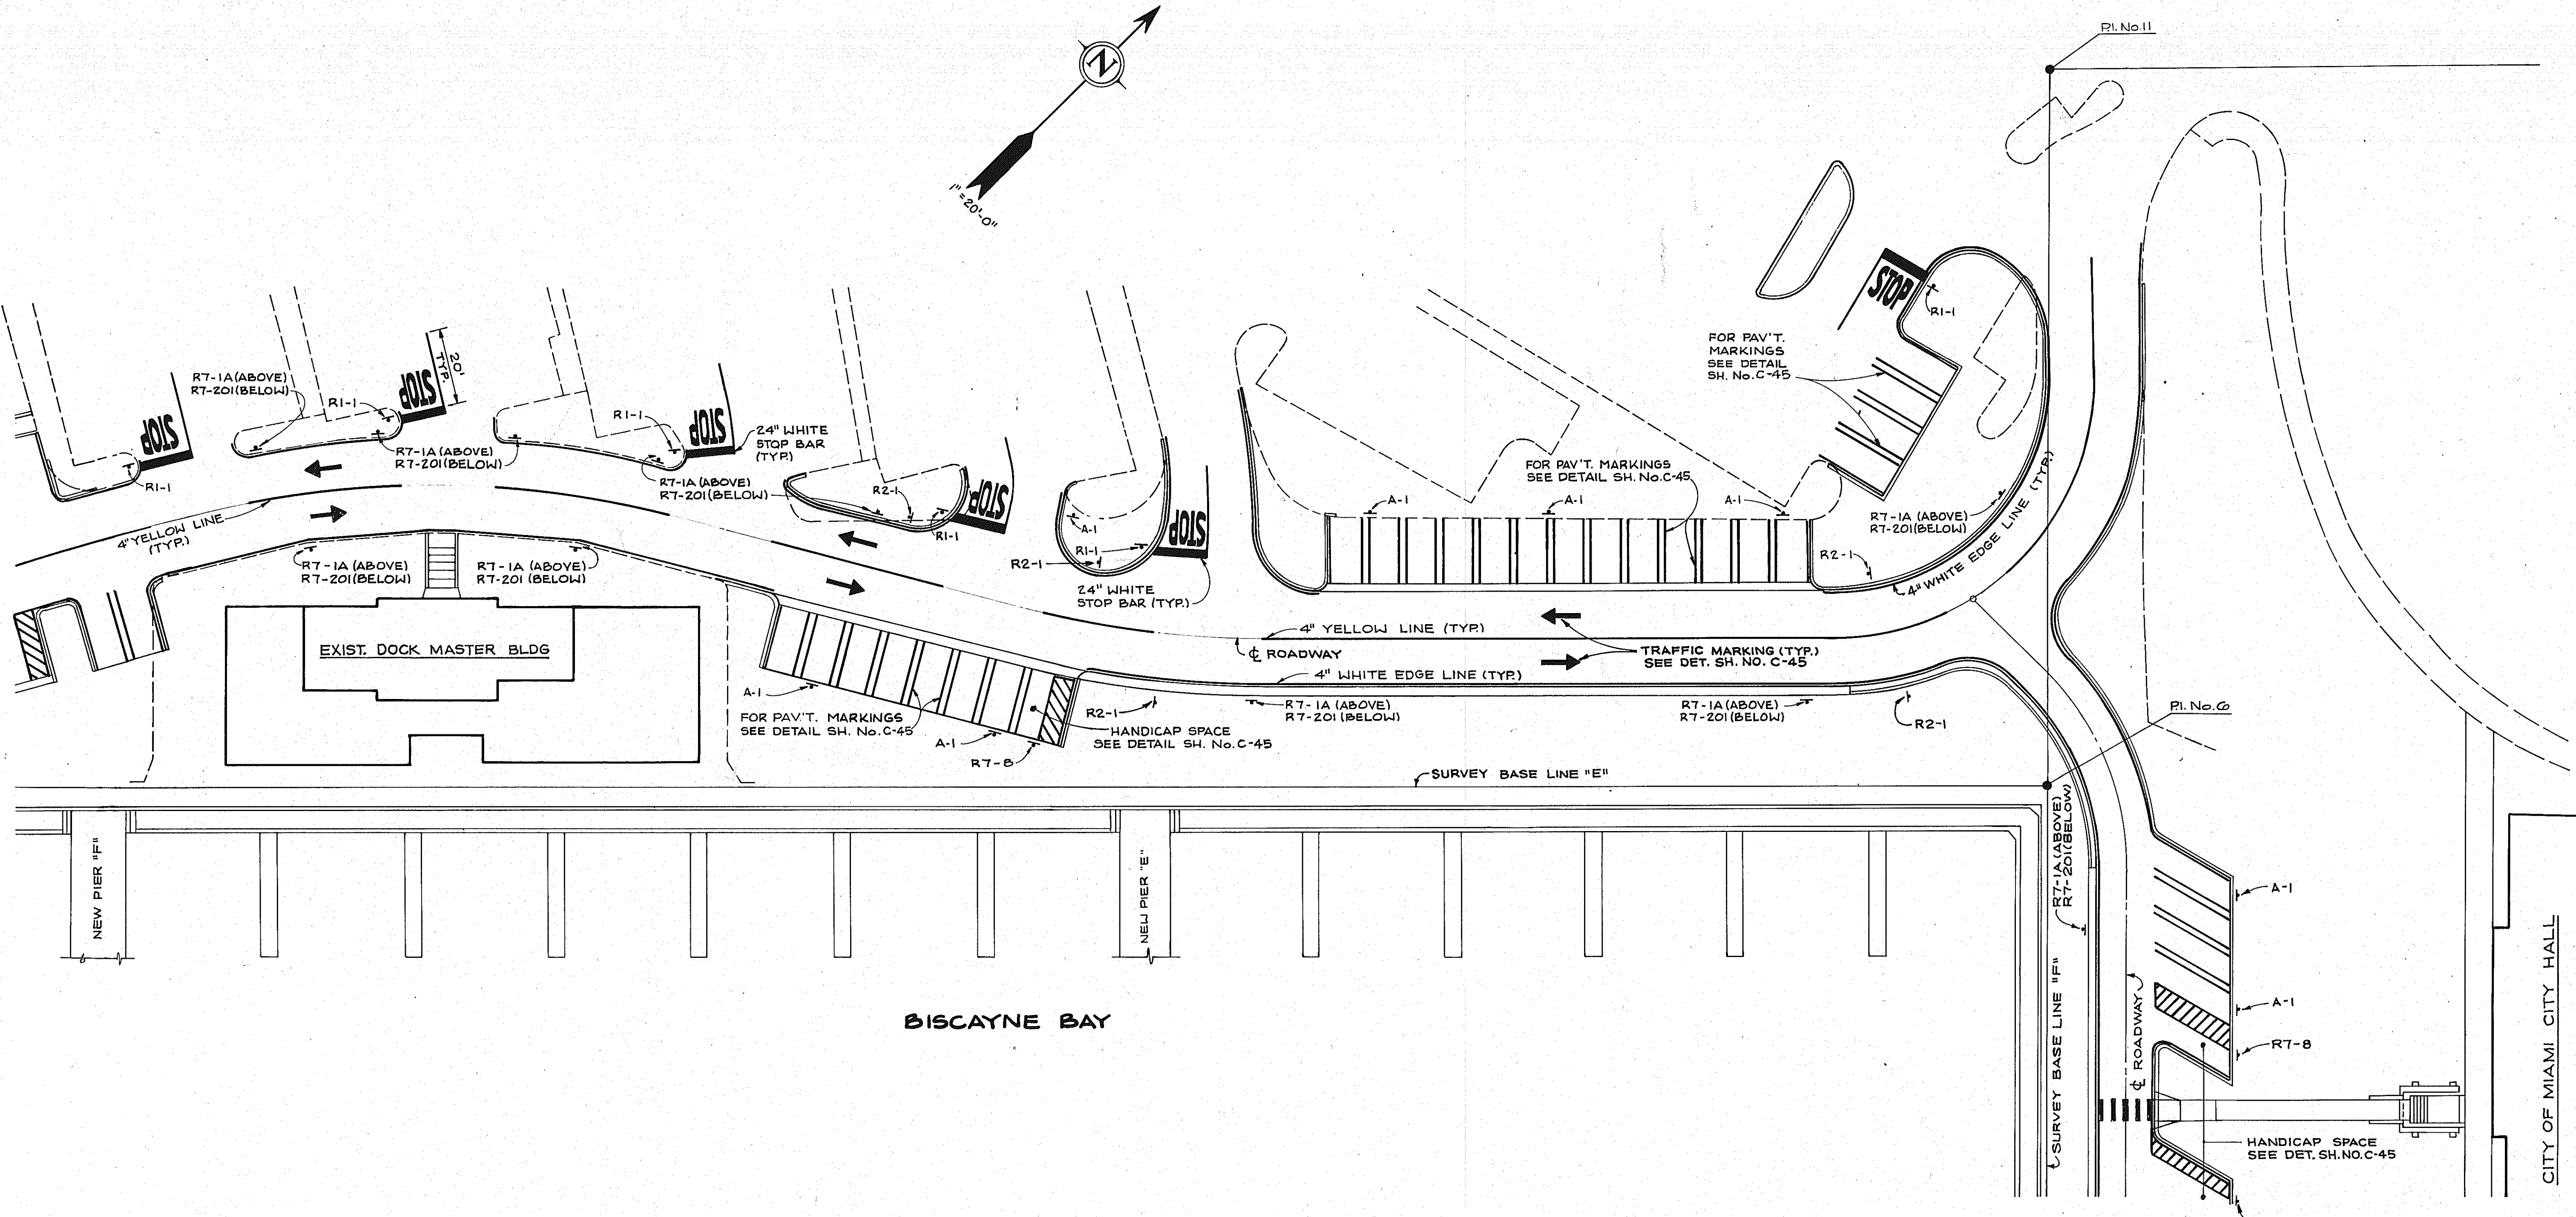 P.I. No. 11
N
1"=20'-0"
STOP
R1-1
FOR PAV'T.
MARKINGS
SEE DETAIL
SH. No. C-45
20'
TYP.
R7-1A (ABOVE)
R7-201 (BELOW)
R1-1
STOP
STOP
R1-1
R7-1A (ABOVE)
R7-201 (BELOW)
R1-1
STOP
24" WHITE
STOP BAR
(TYP.)
R7-1A (ABOVE)
R7-201 (BELOW)
R2-1
STOP
R1-1
A-1
R1-1
R2-1
STOP
24" WHITE
STOP BAR (TYP.)
FOR PAV'T. MARKINGS
SEE DETAIL SH. No. C-45
A-1
A-1
A-1
R7-1A (ABOVE)
R7-201 (BELOW)
R2-1
4" WHITE EDGE LINE (TYP.)
4" YELLOW LINE
(TYP.)
R7-1A (ABOVE)
R7-201 (BELOW)
R7-1A (ABOVE)
R7-201 (BELOW)
EXIST. DOCK MASTER BLDG
4" YELLOW LINE (TYP.)
℄ ROADWAY
TRAFFIC MARKING (TYP.)
SEE DET. SH. NO. C-45
4" WHITE EDGE LINE (TYP.)
A-1
FOR PAV'T. MARKINGS
SEE DETAIL SH. No. C-45
A-1
R7-8
R2-1
HANDICAP SPACE
SEE DETAIL SH. No. C-45
R7-1A (ABOVE)
R7-201 (BELOW)
R7-1A (ABOVE)
R7-201 (BELOW)
R2-1
P.I. No. 6
SURVEY BASE LINE "E"
R7-1A (ABOVE)
R7-201 (BELOW)
NEW PIER "F"
NEW PIER "E"
BISCAYNE BAY
SURVEY BASE LINE "F"
℄ ROADWAY
A-1
A-1
R7-8
HANDICAP SPACE
SEE DET. SH. NO. C-45
CITY OF MIAMI CITY HALL